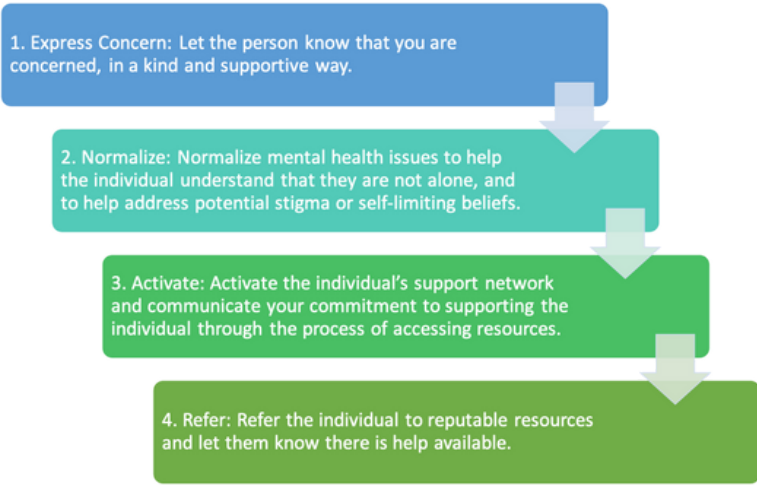 1. Express Concern: Let the person know that you are
concerned, in a kind and supportive way.
2. Normalize: Normalize mental health issues to help
the individual understand that they are not alone, and
to help address potential stigma or self-limiting beliefs.
3. Activate: Activate the individual’s support network
and communicate your commitment to supporting the
individual through the process of accessing resources.
4. Refer: Refer the individual to reputable resources
and let them know there is help available.